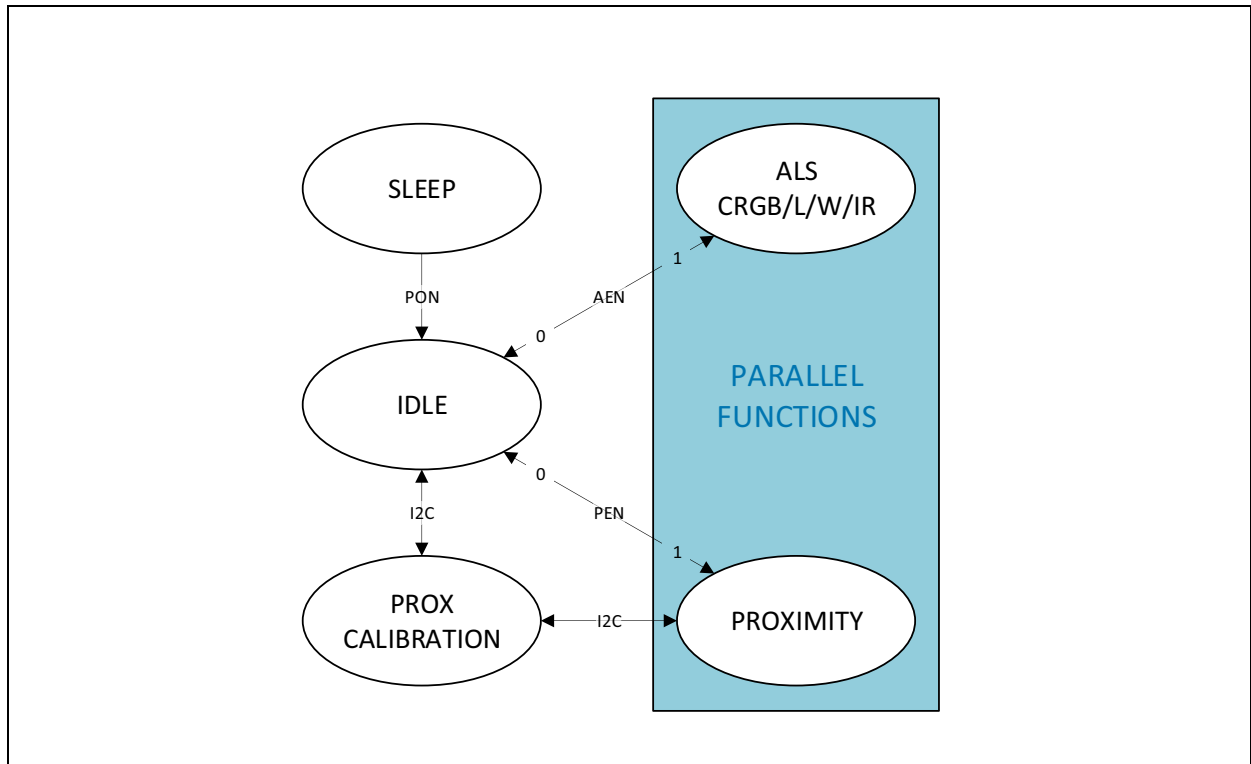 SLEEP
ALS
CRGB/L/W/IR
1
PON
AEN
0
IDLE
PARALLEL
FUNCTIONS
0
I2C
PEN
1
PROX
CALIBRATION
I2C
PROXIMITY